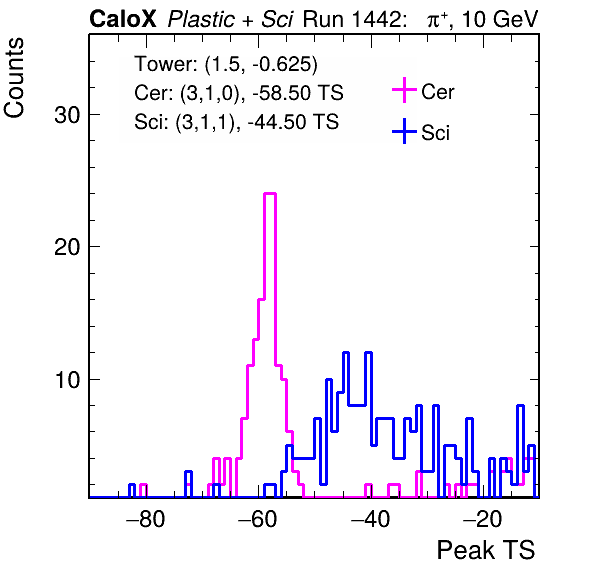 CaloX Plastic + Sci Run 1442: π+, 10 GeV
Counts
Tower: (1.5, -0.625)
Cer: (3,1,0), -58.50 TS
Sci: (3,1,1), -44.50 TS
Cer
Sci
30
20
10
−80 −60 −40 −20
Peak TS